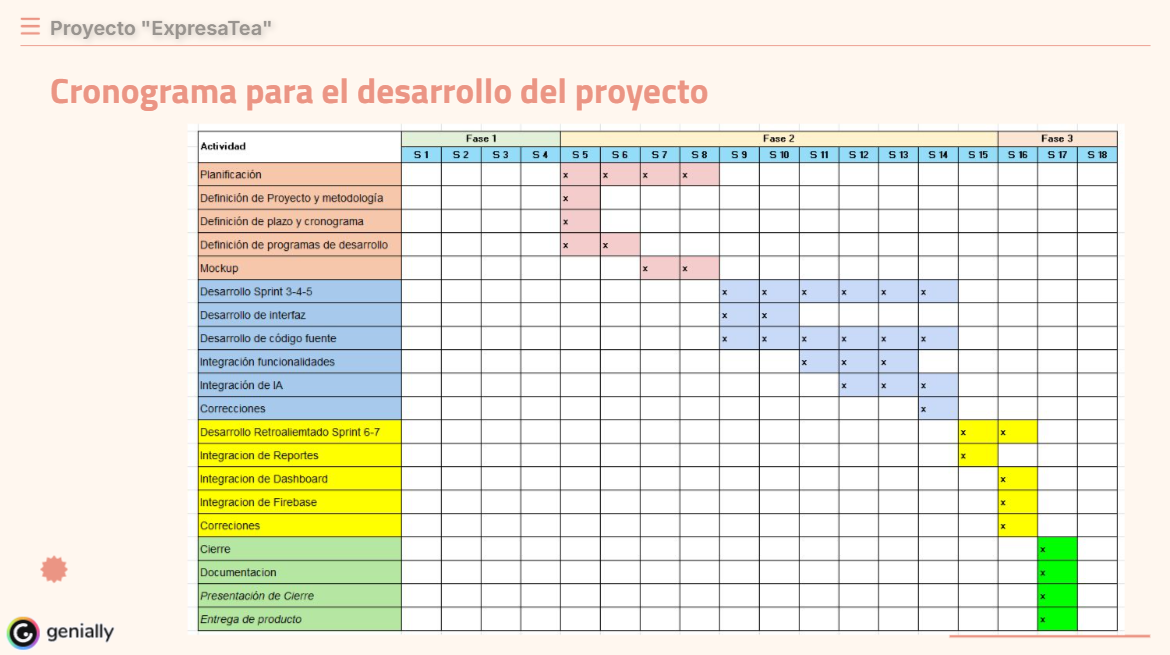 Proyecto "ExpresaTea"
Cronograma para el desarrollo del proyecto
Actividad Fase 1 Fase 2 Fase 3
S 1 S 2 S 3 S 4 S 5 S 6 S 7 S 8 S 9 S 10 S 11 S 12 S 13 S 14 S 15 S 16 S 17 S 18
Planificación x x x x
Definición de Proyecto y metodología x
Definición de plazo y cronograma x
Definición de programas de desarrollo x x
Mockup x x
Desarrollo Sprint 3-4-5 x x x x x x
Desarrollo de interfaz x x
Desarrollo de código fuente x x x x x x
Integración funcionalidades x x x
Integración de IA x x x
Correcciones x
Desarrollo Retroaliemtado Sprint 6-7 x x
Integracion de Reportes x
Integracion de Dashboard x
Integracion de Firebase x
Correciones x
Cierre x
Documentacion x
Presentación de Cierre x
Entrega de producto x
genially